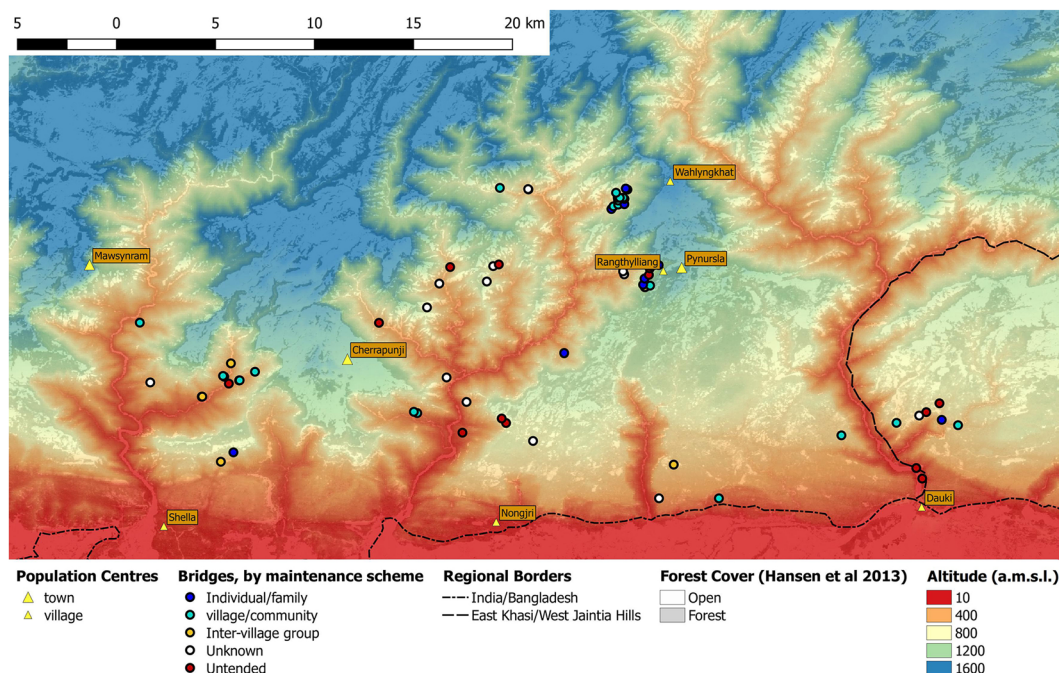 5 0 5 10 15 20 km
Wahlyngkhat
Mawsynram
Rangthylliang
Pynursla
Cherrapunji
Shella
Nongjri
Dauki
Population Centres
town
village
Bridges, by maintenance scheme
Individual/family
village/community
Inter-village group
Unknown
Untended
Regional Borders
India/Bangladesh
East Khasi/West Jaintia Hills
Forest Cover (Hansen et al 2013)
Open
Forest
Altitude (a.m.s.l.)
10
400
800
1200
1600